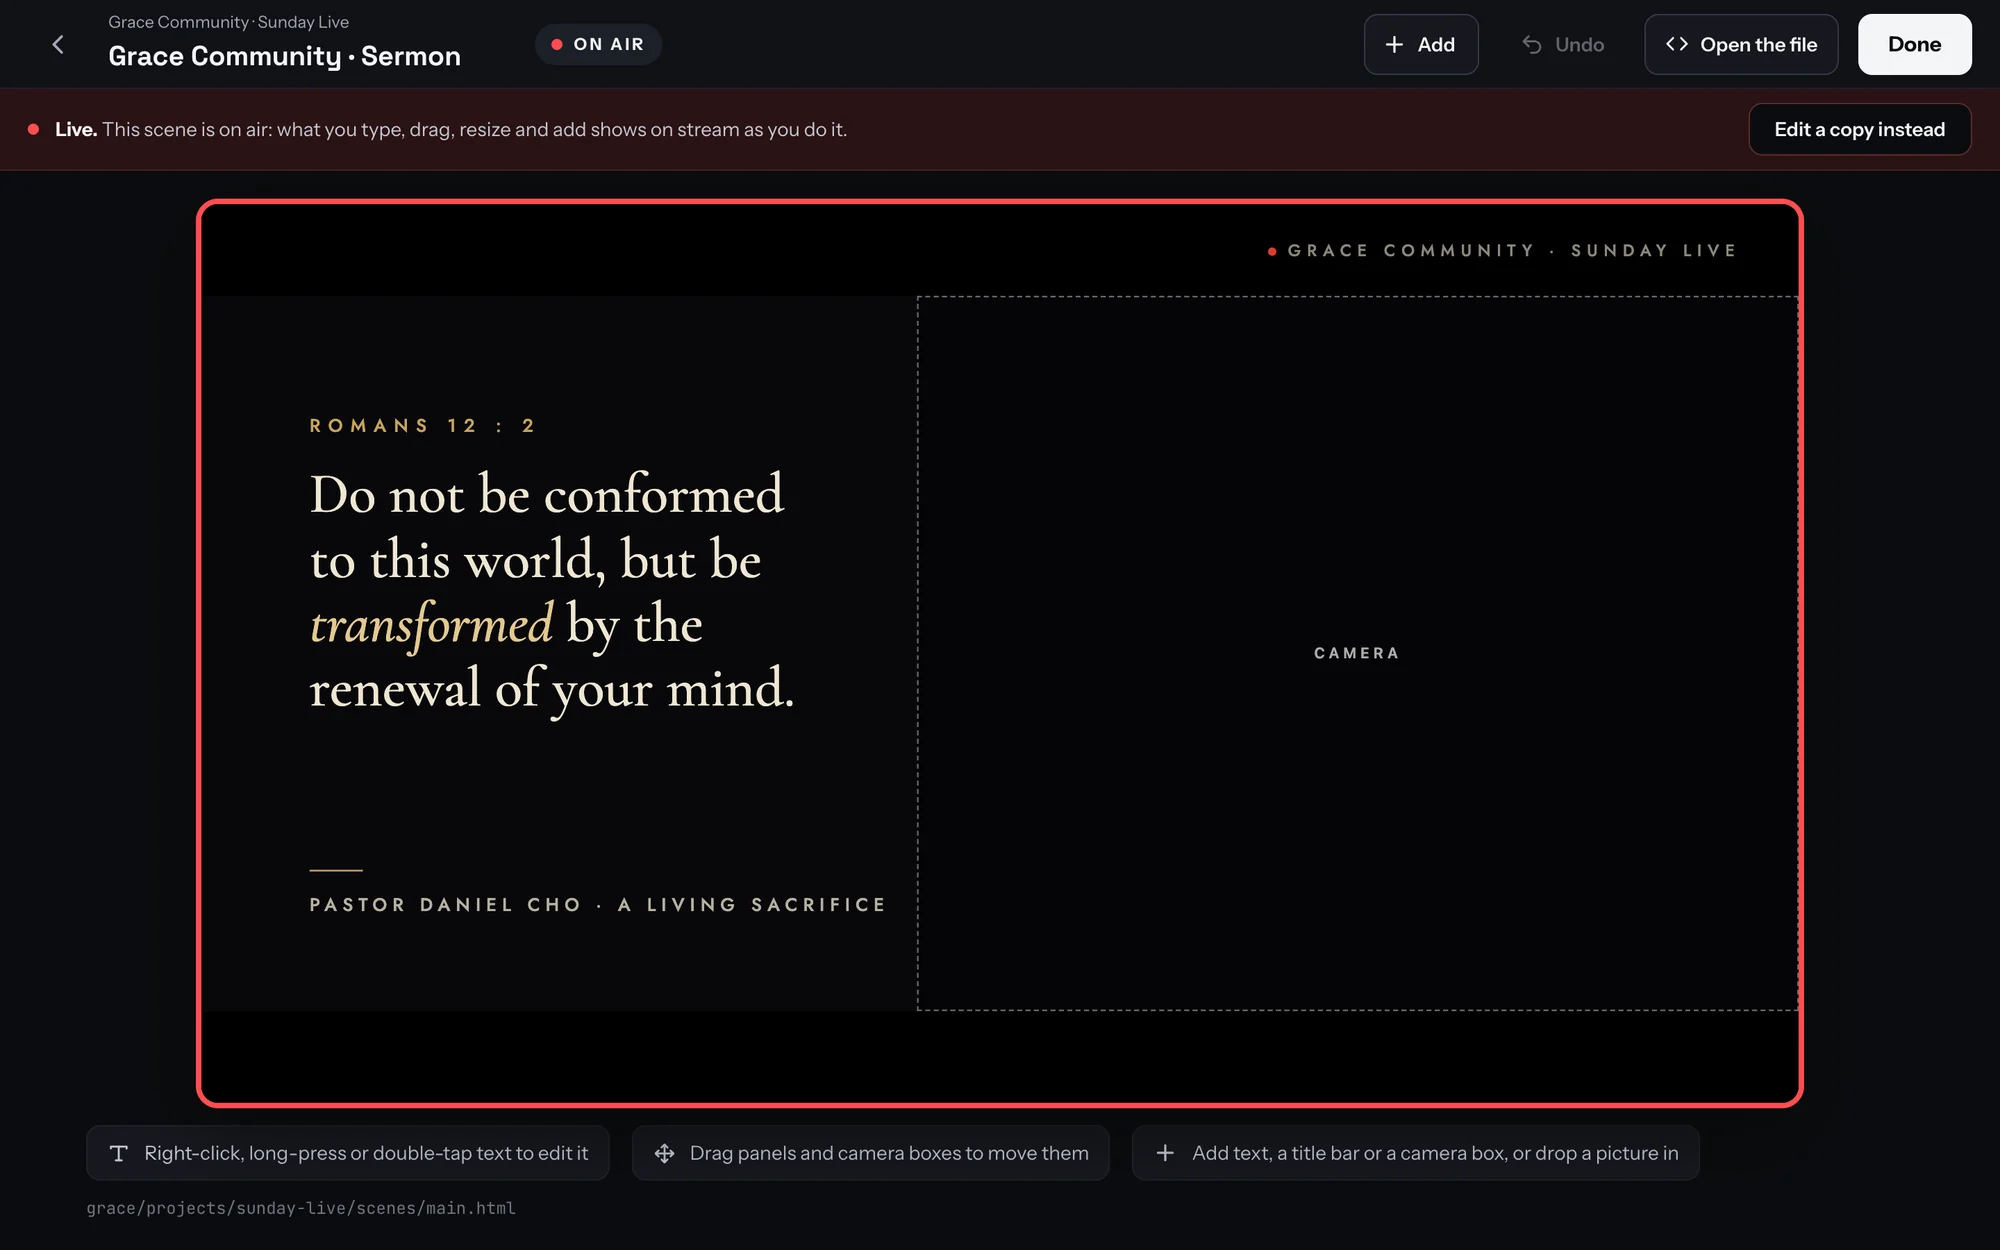 Grace Community · Sunday Live
Grace Community · Sermon
ON AIR
Add
Undo
Open the file
Done
Live. This scene is on air: what you type, drag, resize and add shows on stream as you do it.
Edit a copy instead
GRACE COMMUNITY · SUNDAY LIVE
ROMANS 12 : 2
Do not be conformed
to this world, but be
transformed by the
renewal of your mind.
CAMERA
PASTOR DANIEL CHO · A LIVING SACRIFICE
Right-click, long-press or double-tap text to edit it
Drag panels and camera boxes to move them
Add text, a title bar or a camera box, or drop a picture in
grace/projects/sunday-live/scenes/main.html